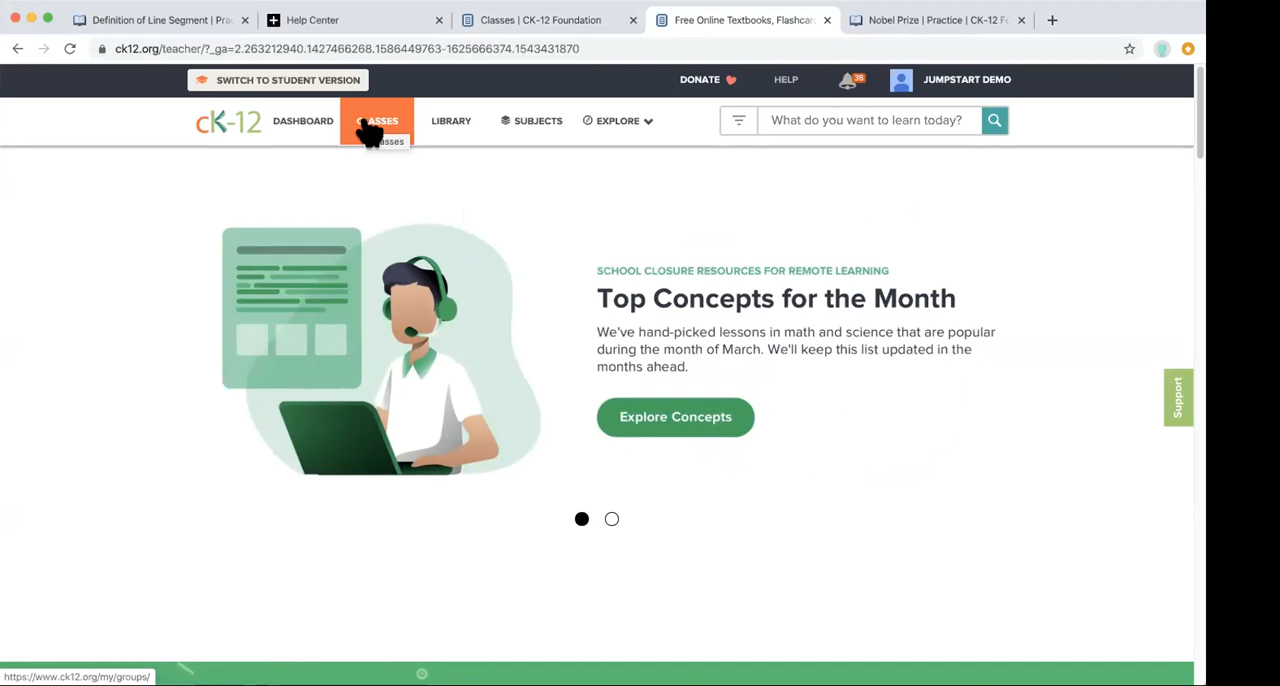 Definition of Line Segment | Pra
Help Center
Classes | CK-12 Foundation
Free Online Textbooks, Flashcar
Nobel Prize | Practice | CK-12 F
ck12.org/teacher/?_ga=2.263212940.1427466268.1586449763-1625666374.1543431870
SWITCH TO STUDENT VERSION
DONATE
HELP
36
JUMPSTART DEMO
cK-12
DASHBOARD
CLASSES
LIBRARY
SUBJECTS
EXPLORE
What do you want to learn today?
asses
SCHOOL CLOSURE RESOURCES FOR REMOTE LEARNING
Top Concepts for the Month
We've hand-picked lessons in math and science that are popular
during the month of March. We'll keep this list updated in the
months ahead.
Explore Concepts
Support
https://www.ck12.org/my/groups/